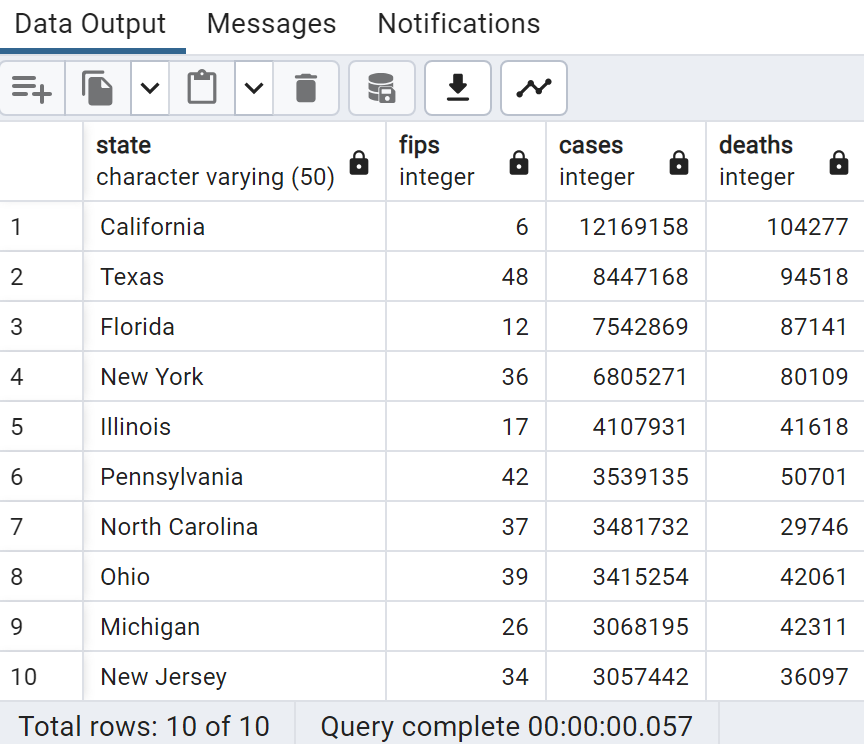 Data Output Messages Notifications
state fips cases deaths
character varying (50) integer integer integer
1 California 6 12169158 104277
2 Texas 48 8447168 94518
3 Florida 12 7542869 87141
4 New York 36 6805271 80109
5 Illinois 17 4107931 41618
6 Pennsylvania 42 3539135 50701
7 North Carolina 37 3481732 29746
8 Ohio 39 3415254 42061
9 Michigan 26 3068195 42311
10 New Jersey 34 3057442 36097
Total rows: 10 of 10 Query complete 00:00:00.057